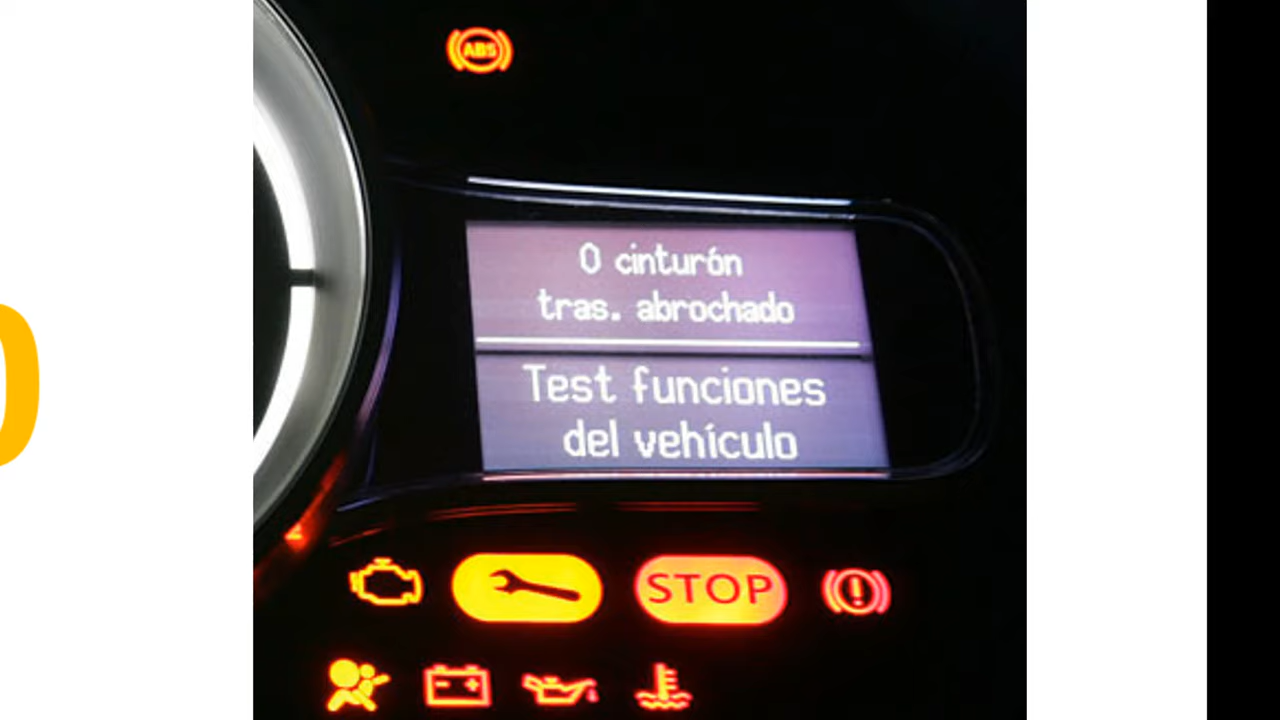 ABS
0 cinturón
tras. abrochado
Test funciones
del vehículo
STOP